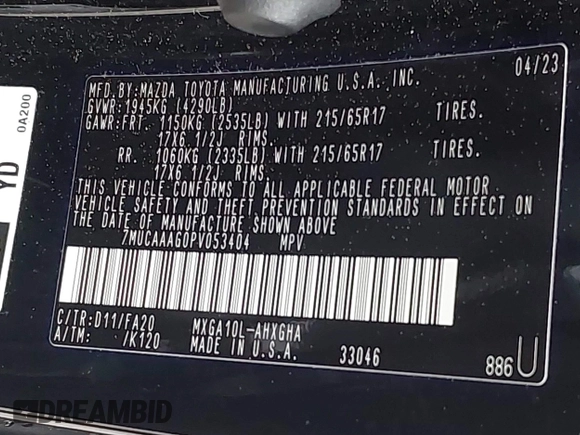 0A200
YD
04/23
MFD.BY:MAZDA TOYOTA MANUFACTURING U.S.A.,INC.
GVWR:1945KG (4290LB)
GAWR:FRT. 1150KG (2535LB) WITH 215/65R17 TIRES.
17X6 1/2J RIMS.
RR. 1060KG (2335LB) WITH 215/65R17 TIRES.
17X6 1/2J RIMS.
THIS VEHICLE CONFORMS TO ALL APPLICABLE FEDERAL MOTOR
VEHICLE SAFETY AND THEFT PREVENTION STANDARDS IN EFFECT ON
THE DATE OF MANUFACTURE SHOWN ABOVE
7MUCAAAG0PV053404 MPV
C/TR:D11/FA20 MXGA10L-AHXGHA
A/TM: /K120 MADE IN U.S.A. 33046
886U
DREAMBID